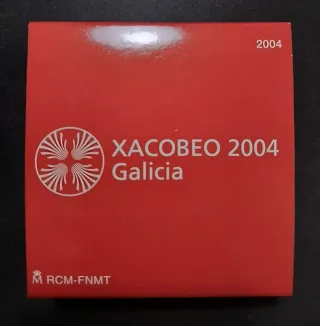 2004
XACOBEO 2004
Galicia
M RCM-FNMT